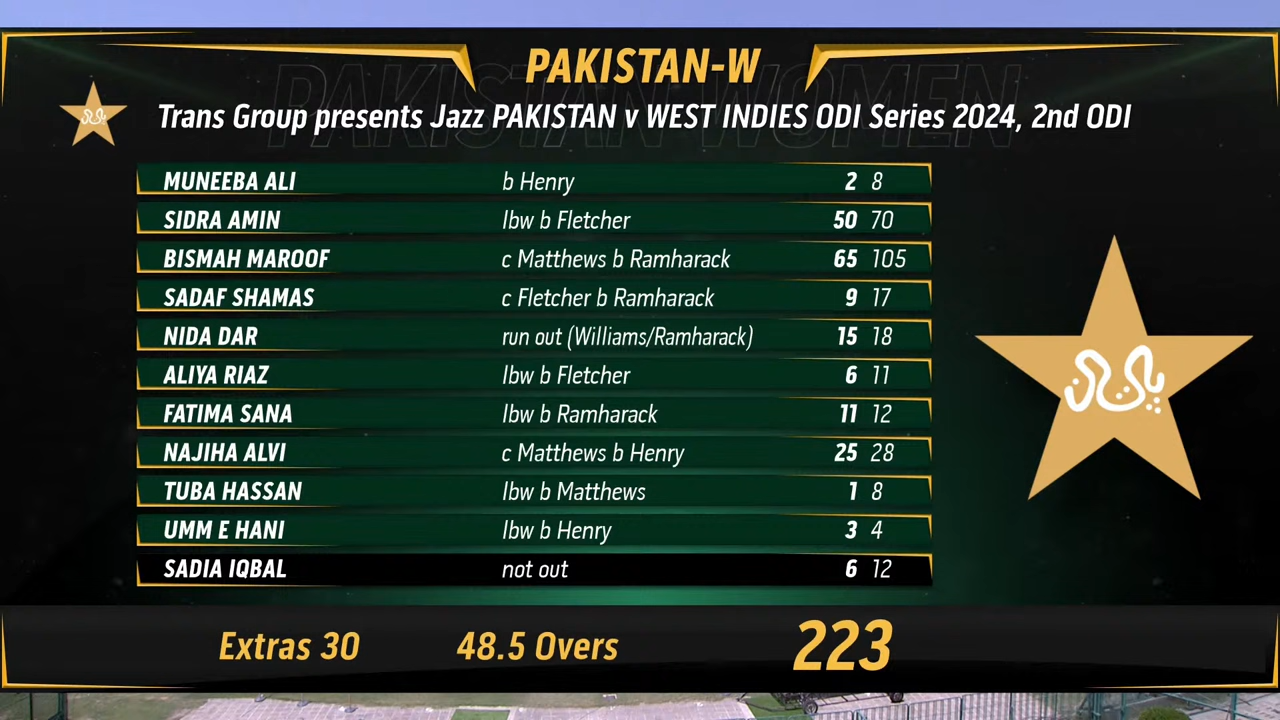 PAKISTAN-W
PAKISTAN WOMEN
Trans Group presents Jazz PAKISTAN v WEST INDIES ODI Series 2024, 2nd ODI
MUNEEBA ALI b Henry 2 8
SIDRA AMIN lbw b Fletcher 50 70
BISMAH MAROOF c Matthews b Ramharack 65 105
SADAF SHAMAS c Fletcher b Ramharack 9 17
NIDA DAR run out (Williams/Ramharack) 15 18
ALIYA RIAZ lbw b Fletcher 6 11
FATIMA SANA lbw b Ramharack 11 12
NAJIHA ALVI c Matthews b Henry 25 28
TUBA HASSAN lbw b Matthews 1 8
UMM E HANI lbw b Henry 3 4
SADIA IQBAL not out 6 12
پاکستان
Extras 30 48.5 Overs 223